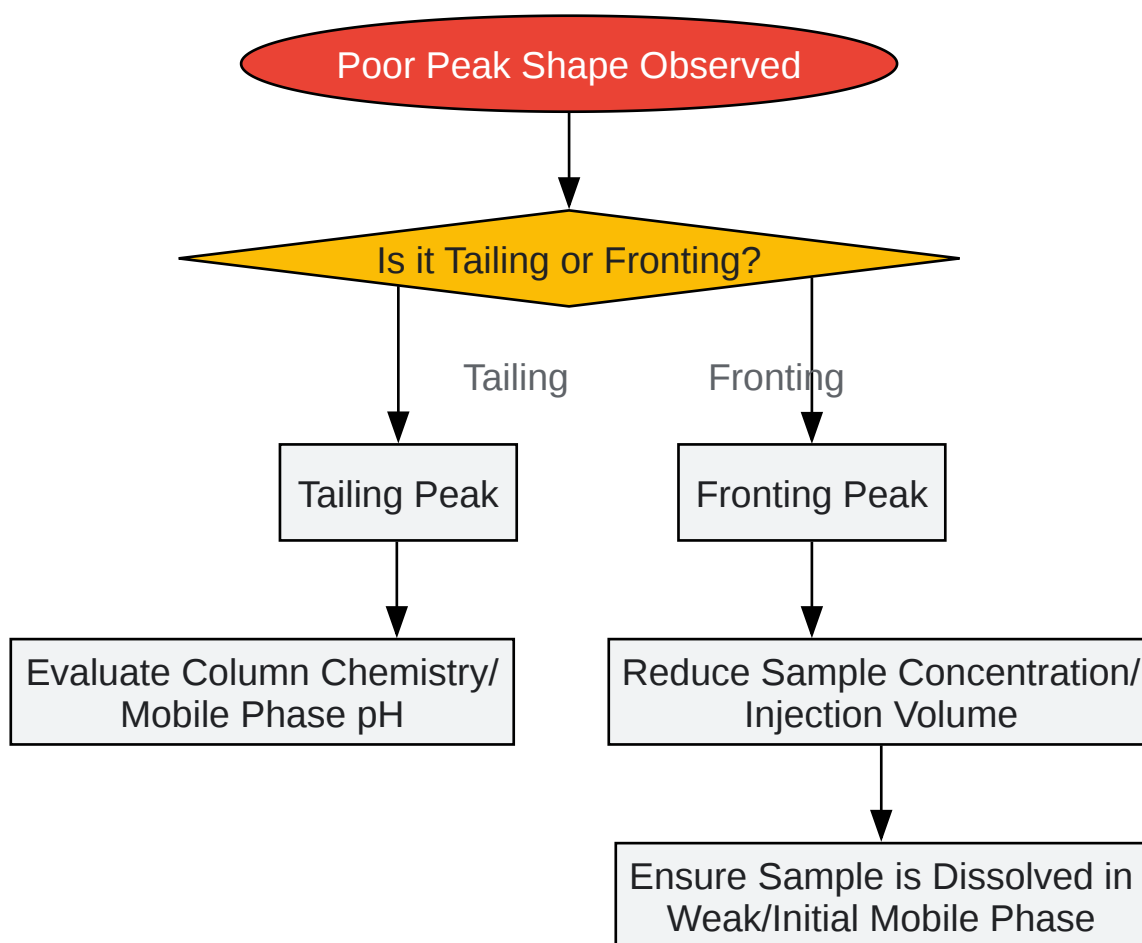 Poor Peak Shape Observed
Is it Tailing or Fronting?
Tailing
Fronting
Tailing Peak
Fronting Peak
Evaluate Column Chemistry/
Mobile Phase pH
Reduce Sample Concentration/
Injection Volume
Ensure Sample is Dissolved in
Weak/Initial Mobile Phase